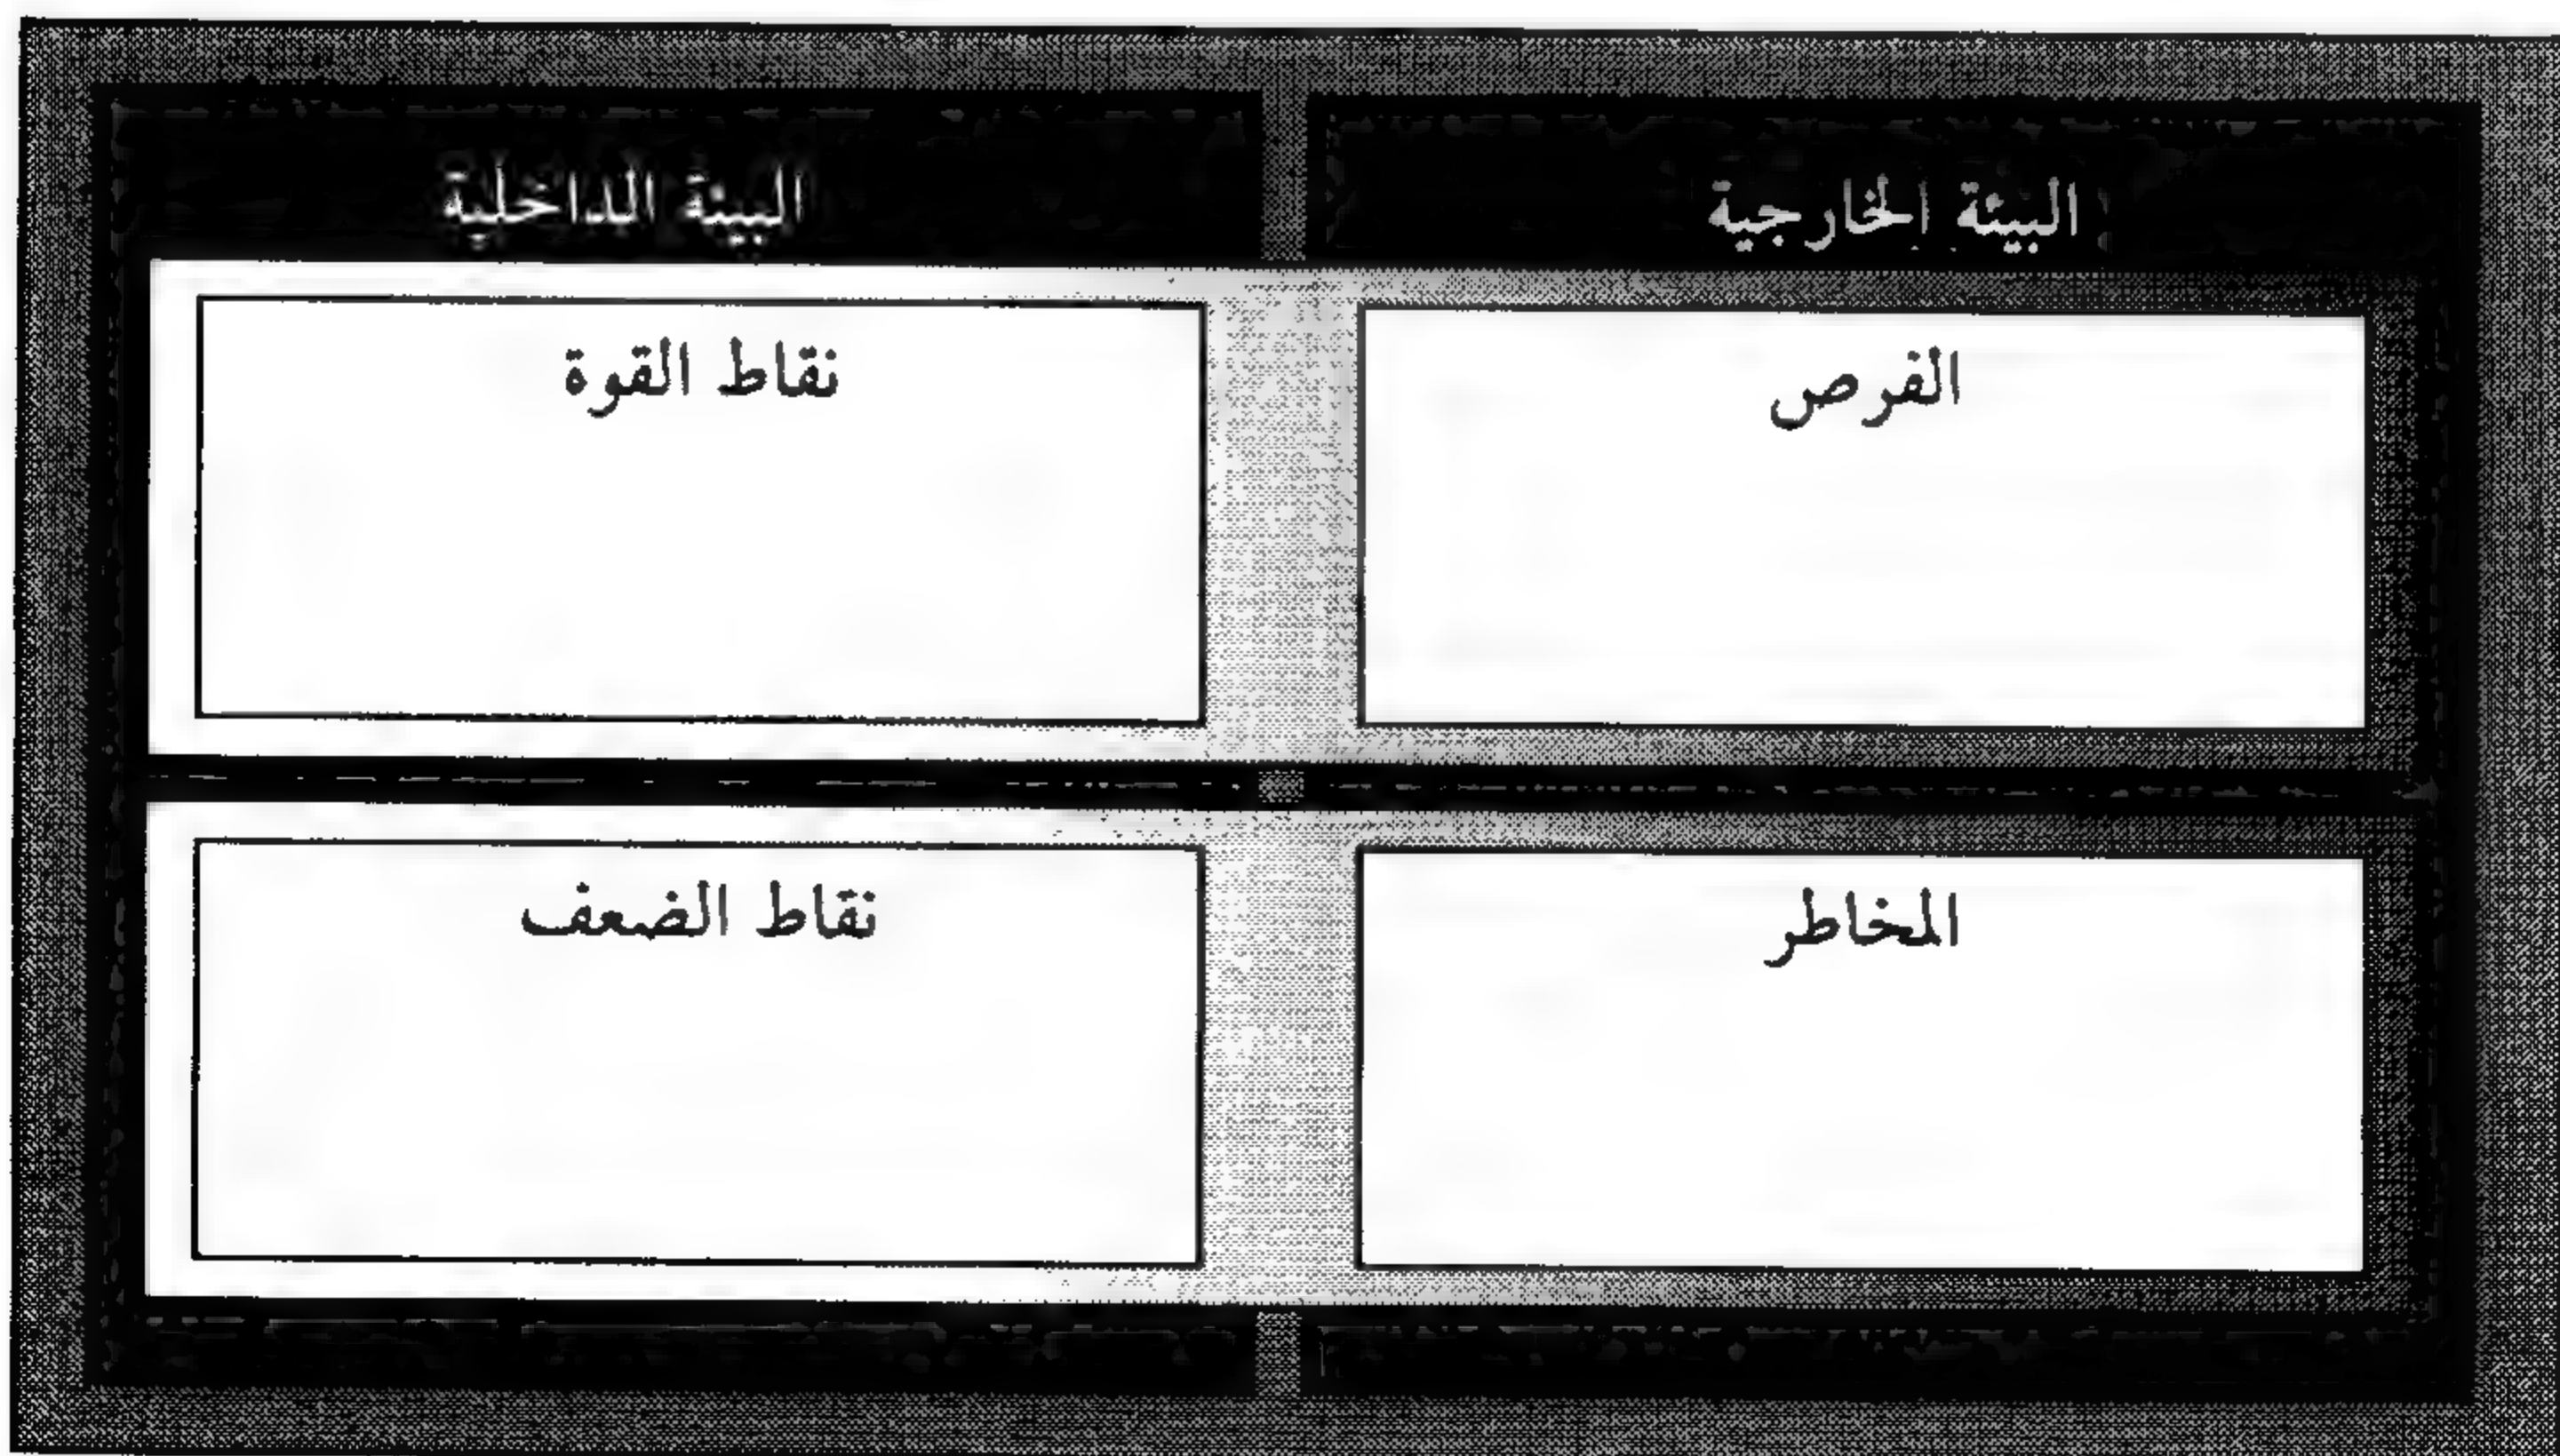 البيئة الخارجية
البيئة الداخلية
الفرص
نقاط القوة
المخاطر
نقاط الضعف